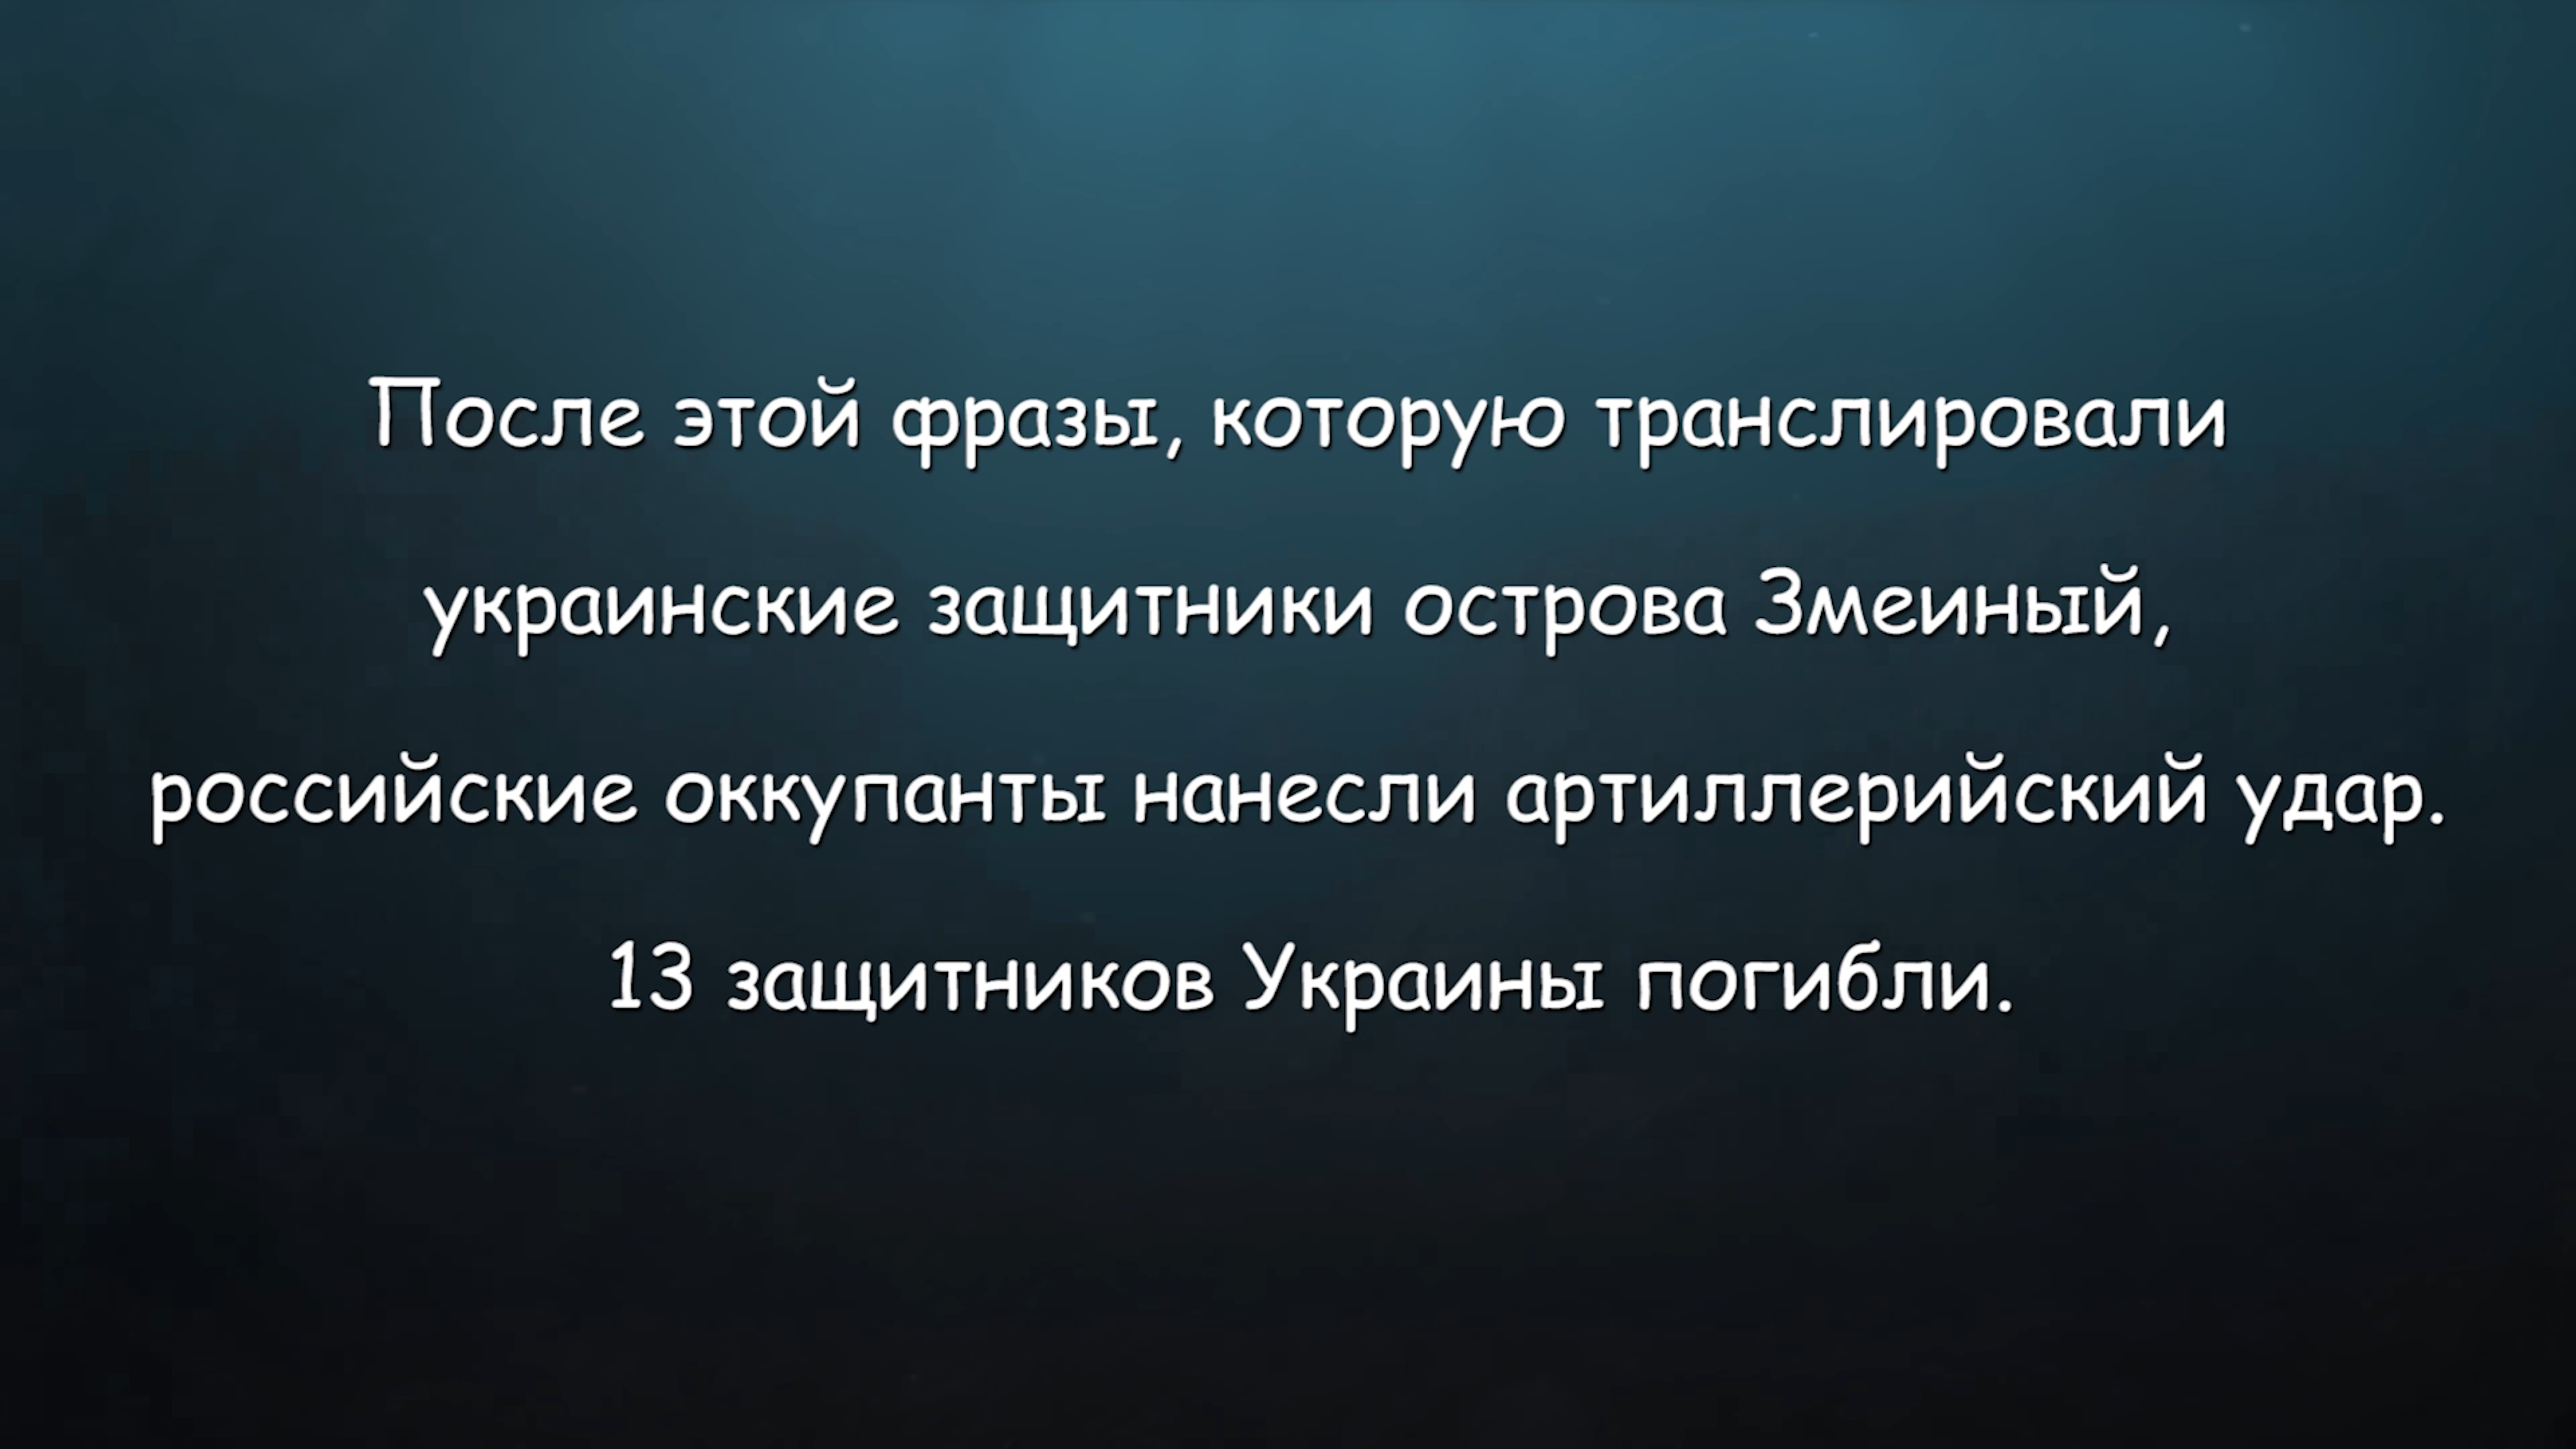 После этой фразы, которую транслировали
украинские защитники острова Змеиный,
российские оккупанты нанесли артиллерийский удар.
13 защитников Украины погибли.